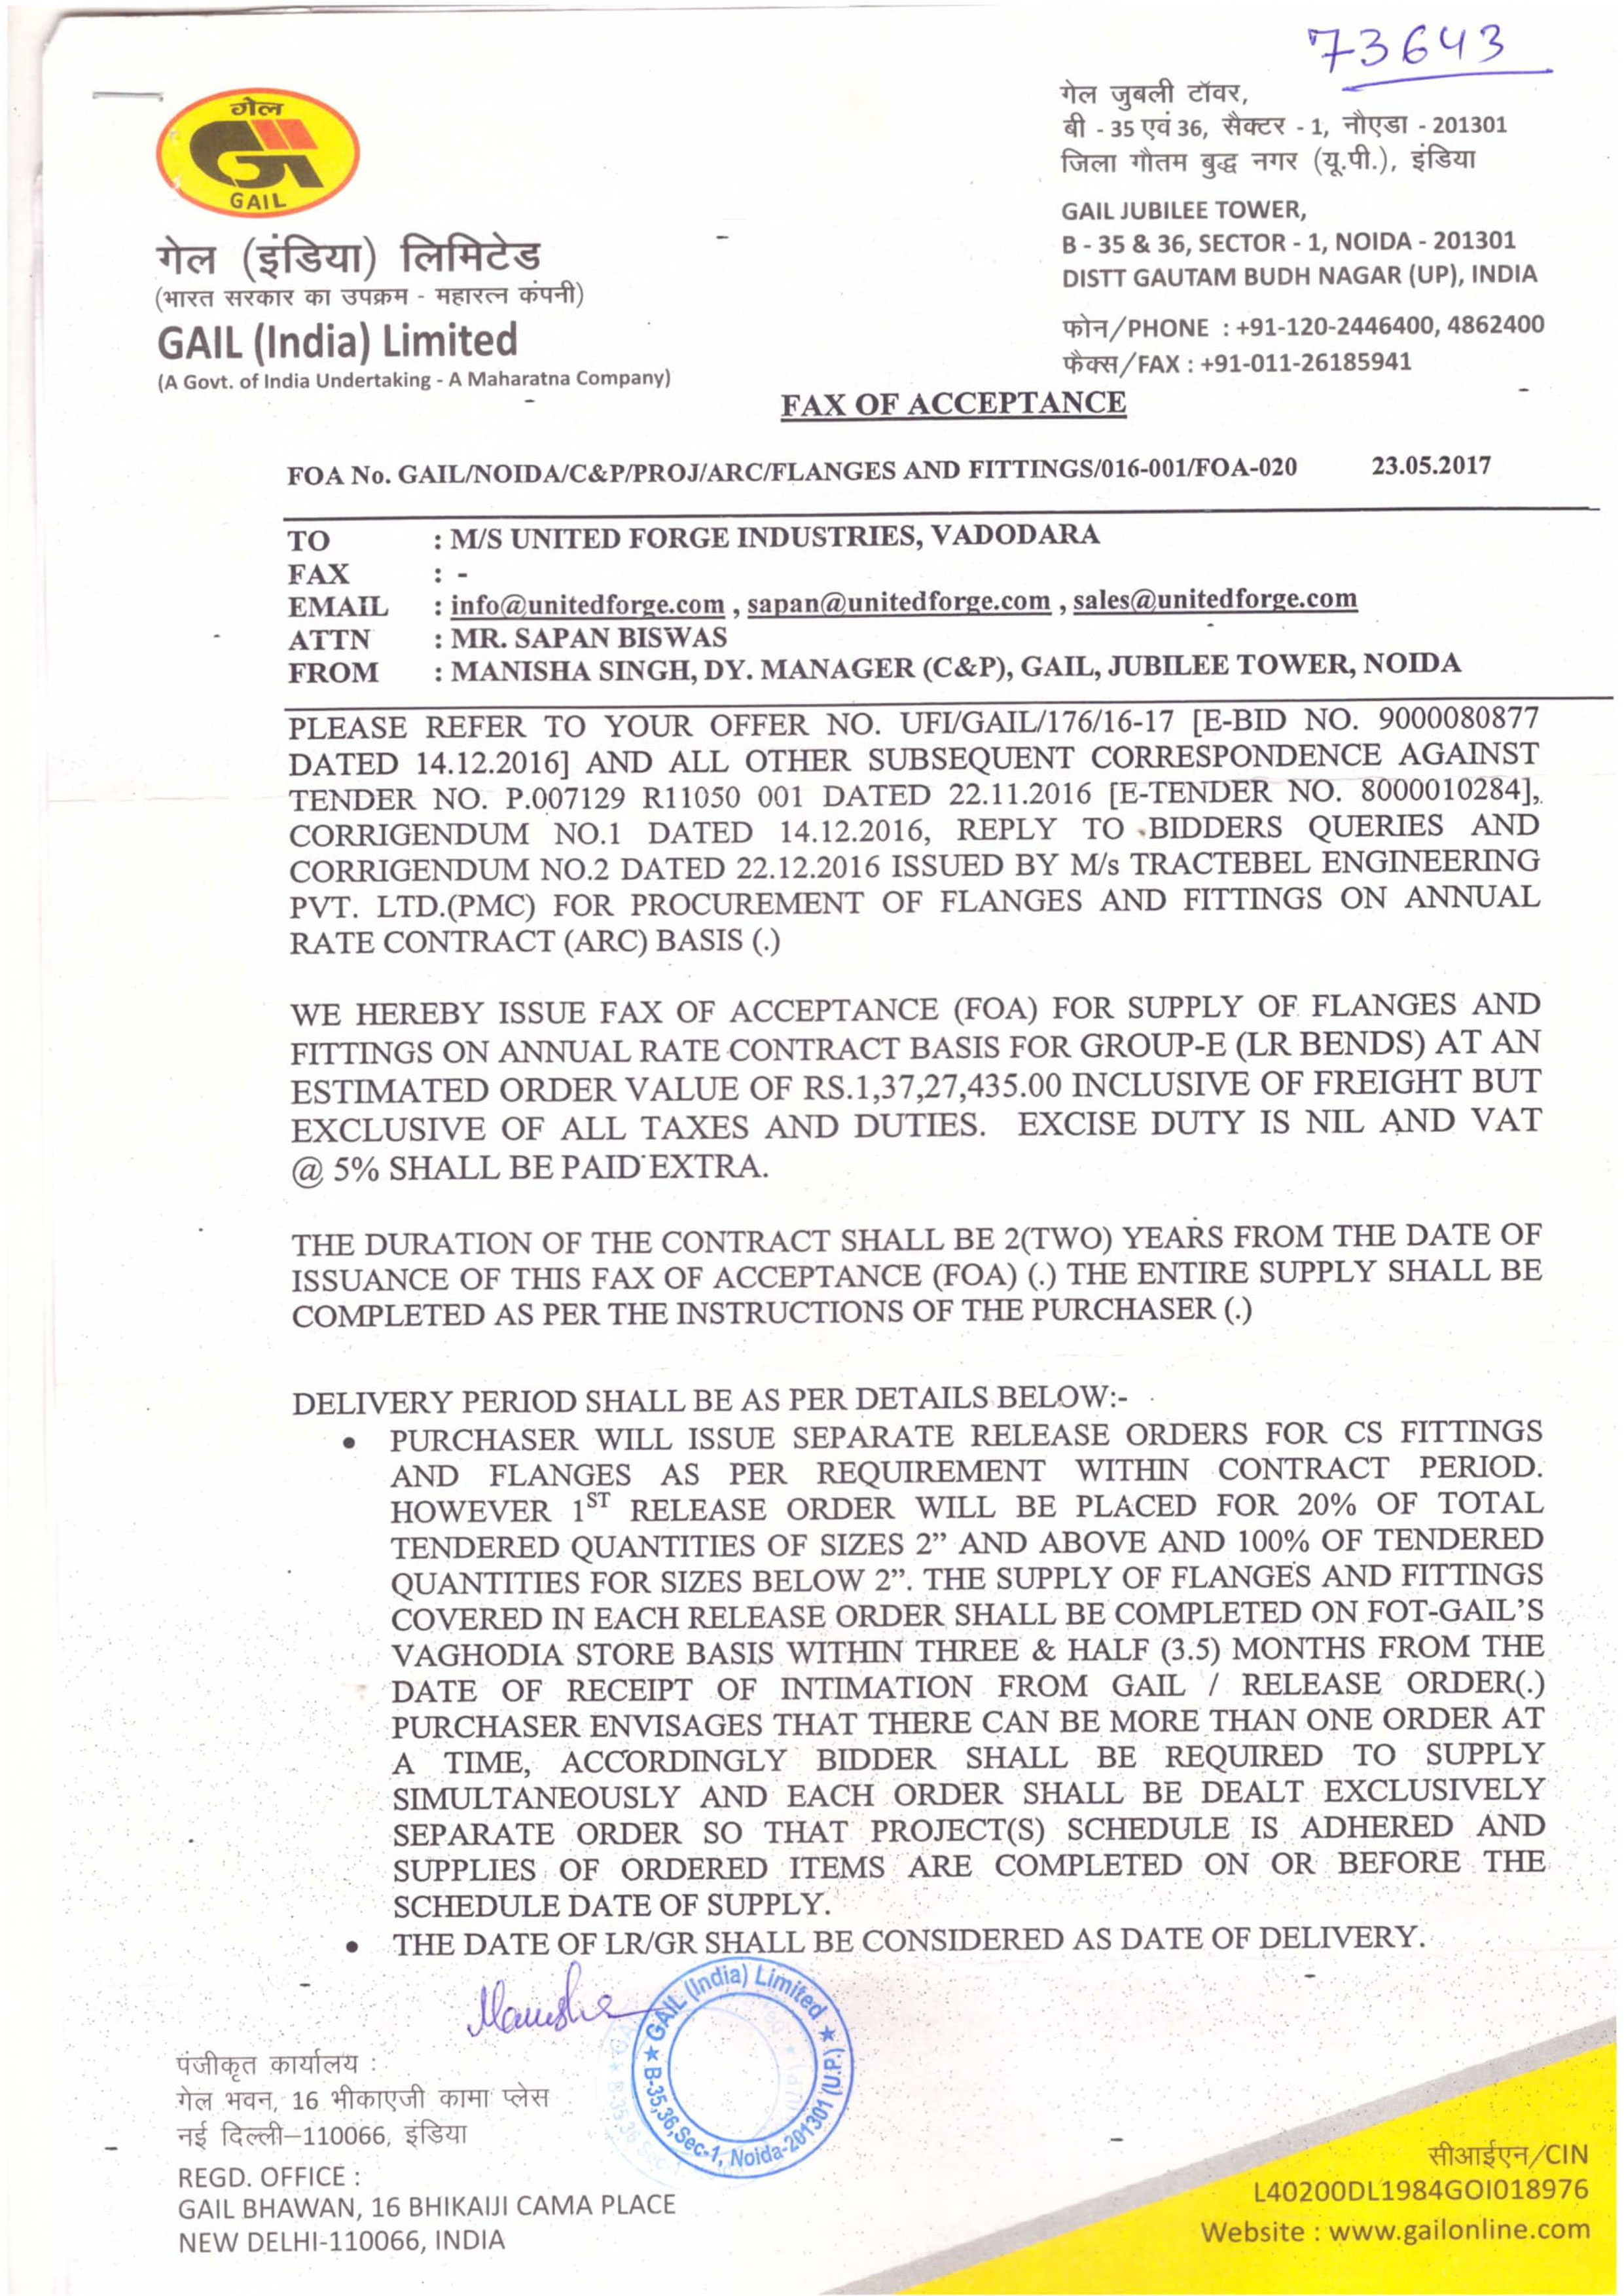 73643
गेल
GAIL
गेल (इंडिया) लिमिटेड
(भारत सरकार का उपक्रम - महारत्न कंपनी)
GAIL (India) Limited
(A Govt. of India Undertaking - A Maharatna Company)
गेल जुबली टॉवर,
बी - 35 एवं 36, सैक्टर - 1, नौएडा - 201301
जिला गौतम बुद्ध नगर (यू.पी.), इंडिया
GAIL JUBILEE TOWER,
B - 35 & 36, SECTOR - 1, NOIDA - 201301
DISTT GAUTAM BUDH NAGAR (UP), INDIA
फोन/PHONE : +91-120-2446400, 4862400
फैक्स/FAX : +91-011-26185941
FAX OF ACCEPTANCE
FOA No. GAIL/NOIDA/C&P/PROJ/ARC/FLANGES AND FITTINGS/016-001/FOA-020 23.05.2017
TO : M/S UNITED FORGE INDUSTRIES, VADODARA
FAX : -
EMAIL : info@unitedforge.com , sapan@unitedforge.com , sales@unitedforge.com
ATTN : MR. SAPAN BISWAS
FROM : MANISHA SINGH, DY. MANAGER (C&P), GAIL, JUBILEE TOWER, NOIDA
PLEASE REFER TO YOUR OFFER NO. UFI/GAIL/176/16-17 [E-BID NO. 9000080877
DATED 14.12.2016] AND ALL OTHER SUBSEQUENT CORRESPONDENCE AGAINST
TENDER NO. P.007129 R11050 001 DATED 22.11.2016 [E-TENDER NO. 8000010284],
CORRIGENDUM NO.1 DATED 14.12.2016, REPLY TO BIDDERS QUERIES AND
CORRIGENDUM NO.2 DATED 22.12.2016 ISSUED BY M/s TRACTEBEL ENGINEERING
PVT. LTD.(PMC) FOR PROCUREMENT OF FLANGES AND FITTINGS ON ANNUAL
RATE CONTRACT (ARC) BASIS (.)
WE HEREBY ISSUE FAX OF ACCEPTANCE (FOA) FOR SUPPLY OF FLANGES AND
FITTINGS ON ANNUAL RATE CONTRACT BASIS FOR GROUP-E (LR BENDS) AT AN
ESTIMATED ORDER VALUE OF RS.1,37,27,435.00 INCLUSIVE OF FREIGHT BUT
EXCLUSIVE OF ALL TAXES AND DUTIES. EXCISE DUTY IS NIL AND VAT
@ 5% SHALL BE PAID EXTRA.
THE DURATION OF THE CONTRACT SHALL BE 2(TWO) YEARS FROM THE DATE OF
ISSUANCE OF THIS FAX OF ACCEPTANCE (FOA) (.) THE ENTIRE SUPPLY SHALL BE
COMPLETED AS PER THE INSTRUCTIONS OF THE PURCHASER (.)
DELIVERY PERIOD SHALL BE AS PER DETAILS BELOW:-
• PURCHASER WILL ISSUE SEPARATE RELEASE ORDERS FOR CS FITTINGS
AND FLANGES AS PER REQUIREMENT WITHIN CONTRACT PERIOD.
HOWEVER 1ST RELEASE ORDER WILL BE PLACED FOR 20% OF TOTAL
TENDERED QUANTITIES OF SIZES 2” AND ABOVE AND 100% OF TENDERED
QUANTITIES FOR SIZES BELOW 2”. THE SUPPLY OF FLANGES AND FITTINGS
COVERED IN EACH RELEASE ORDER SHALL BE COMPLETED ON FOT-GAIL’S
VAGHODIA STORE BASIS WITHIN THREE & HALF (3.5) MONTHS FROM THE
DATE OF RECEIPT OF INTIMATION FROM GAIL / RELEASE ORDER(.)
PURCHASER ENVISAGES THAT THERE CAN BE MORE THAN ONE ORDER AT
A TIME, ACCORDINGLY BIDDER SHALL BE REQUIRED TO SUPPLY
SIMULTANEOUSLY AND EACH ORDER SHALL BE DEALT EXCLUSIVELY
SEPARATE ORDER SO THAT PROJECT(S) SCHEDULE IS ADHERED AND
SUPPLIES OF ORDERED ITEMS ARE COMPLETED ON OR BEFORE THE
SCHEDULE DATE OF SUPPLY.
• THE DATE OF LR/GR SHALL BE CONSIDERED AS DATE OF DELIVERY.
Manisha
★ GAIL (India) Limited ★
B-35,36,Sec-1, Noida-201301 (U.P.)
पंजीकृत कार्यालय :
गेल भवन, 16 भीकाएजी कामा प्लेस
नई दिल्ली–110066, इंडिया
REGD. OFFICE :
GAIL BHAWAN, 16 BHIKAIJI CAMA PLACE
NEW DELHI-110066, INDIA
सीआईएन/CIN
L40200DL1984GOI018976
Website : www.gailonline.com